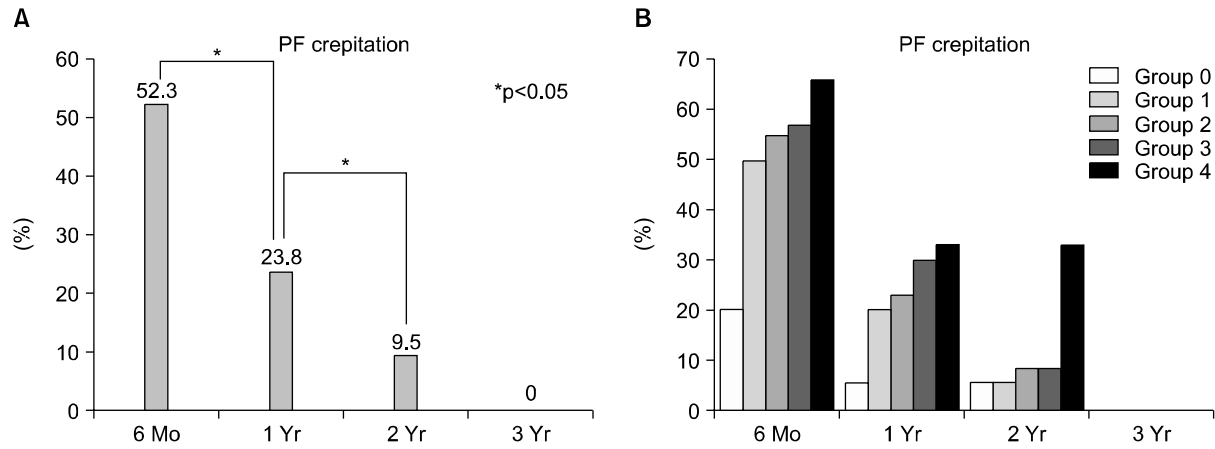 A
PF crepitation
60
50
40
30
20
10
0
(%)
52.3
*
*p<0.05
*
23.8
9.5
0
6 Mo
1 Yr
2 Yr
3 Yr
B
PF crepitation
70
60
50
40
30
20
10
0
(%)
Group 0
Group 1
Group 2
Group 3
Group 4
6 Mo
1 Yr
2 Yr
3 Yr